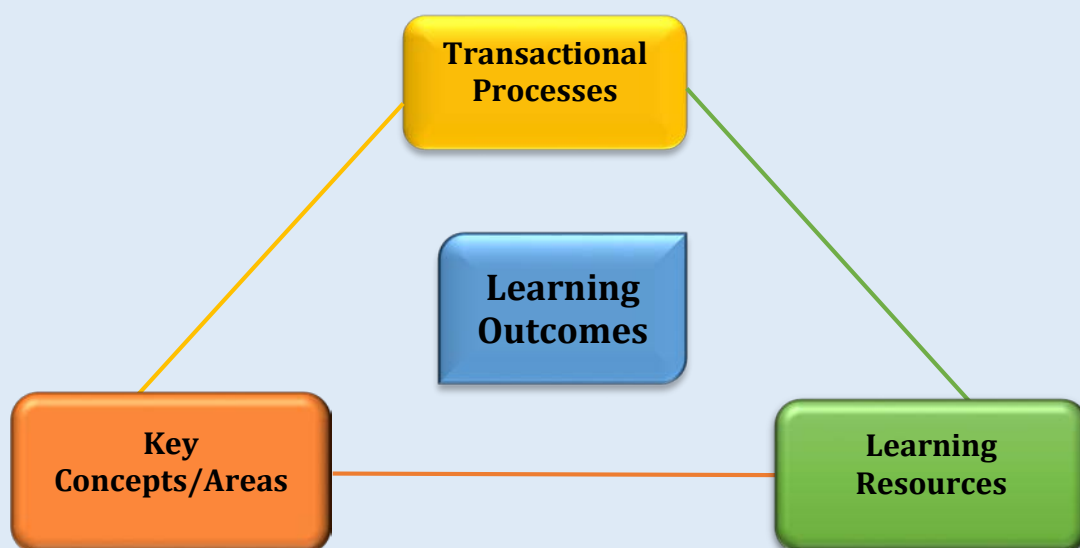 Transactional
Processes
Learning
Outcomes
Key
Concepts/Areas
Learning
Resources